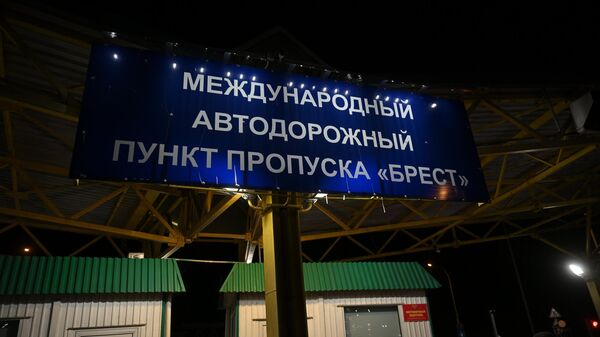 МЕЖДУНАРОДНЫЙ
АВТОДОРОЖНЫЙ
ПУНКТ ПРОПУСКА «БРЕСТ»